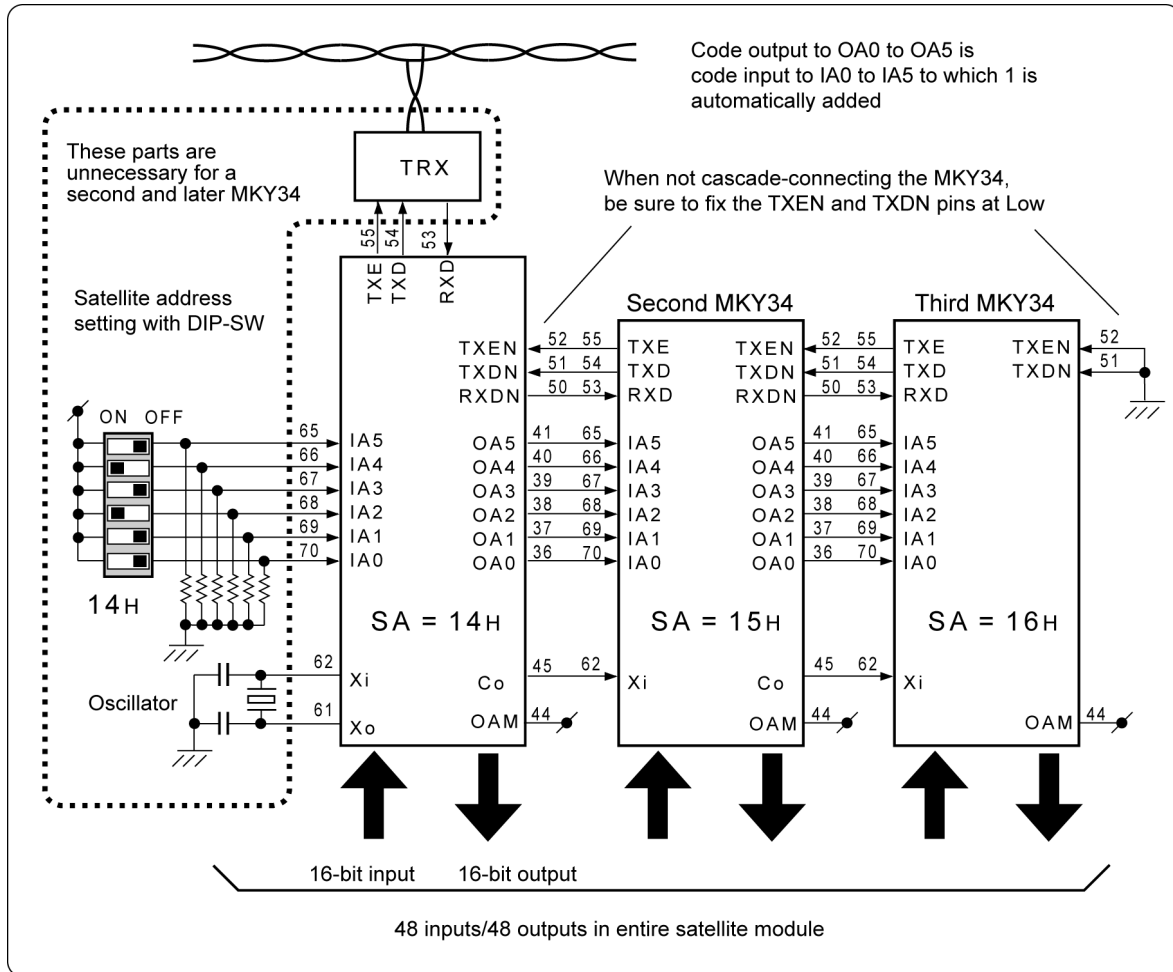 Code output to OA0 to OA5 is
code input to IA0 to IA5 to which 1 is
automatically added
These parts are
unnecessary for a
second and later MKY34
TRX
When not cascade-connecting the MKY34,
be sure to fix the TXEN and TXDN pins at Low
55 54 53
TXE TXD RXD
Satellite address
setting with DIP-SW
Second MKY34
Third MKY34
TXEN 52 55 TXE TXEN 52 55 TXE TXEN 52
TXDN 51 54 TXD TXDN 51 54 TXD TXDN 51
RXDN 50 53 RXD RXDN 50 53 RXD
ON OFF
65 IA5 OA5 41 65 IA5 OA5 41 65 IA5
66 IA4 OA4 40 66 IA4 OA4 40 66 IA4
67 IA3 OA3 39 67 IA3 OA3 39 67 IA3
68 IA2 OA2 38 68 IA2 OA2 38 68 IA2
69 IA1 OA1 37 69 IA1 OA1 37 69 IA1
70 IA0 OA0 36 70 IA0 OA0 36 70 IA0
14H
SA = 14H
SA = 15H
SA = 16H
62 Xi Co 45 62 Xi Co 45 62 Xi
Oscillator
61 Xo OAM 44 OAM 44 OAM 44
16-bit input 16-bit output
48 inputs/48 outputs in entire satellite module